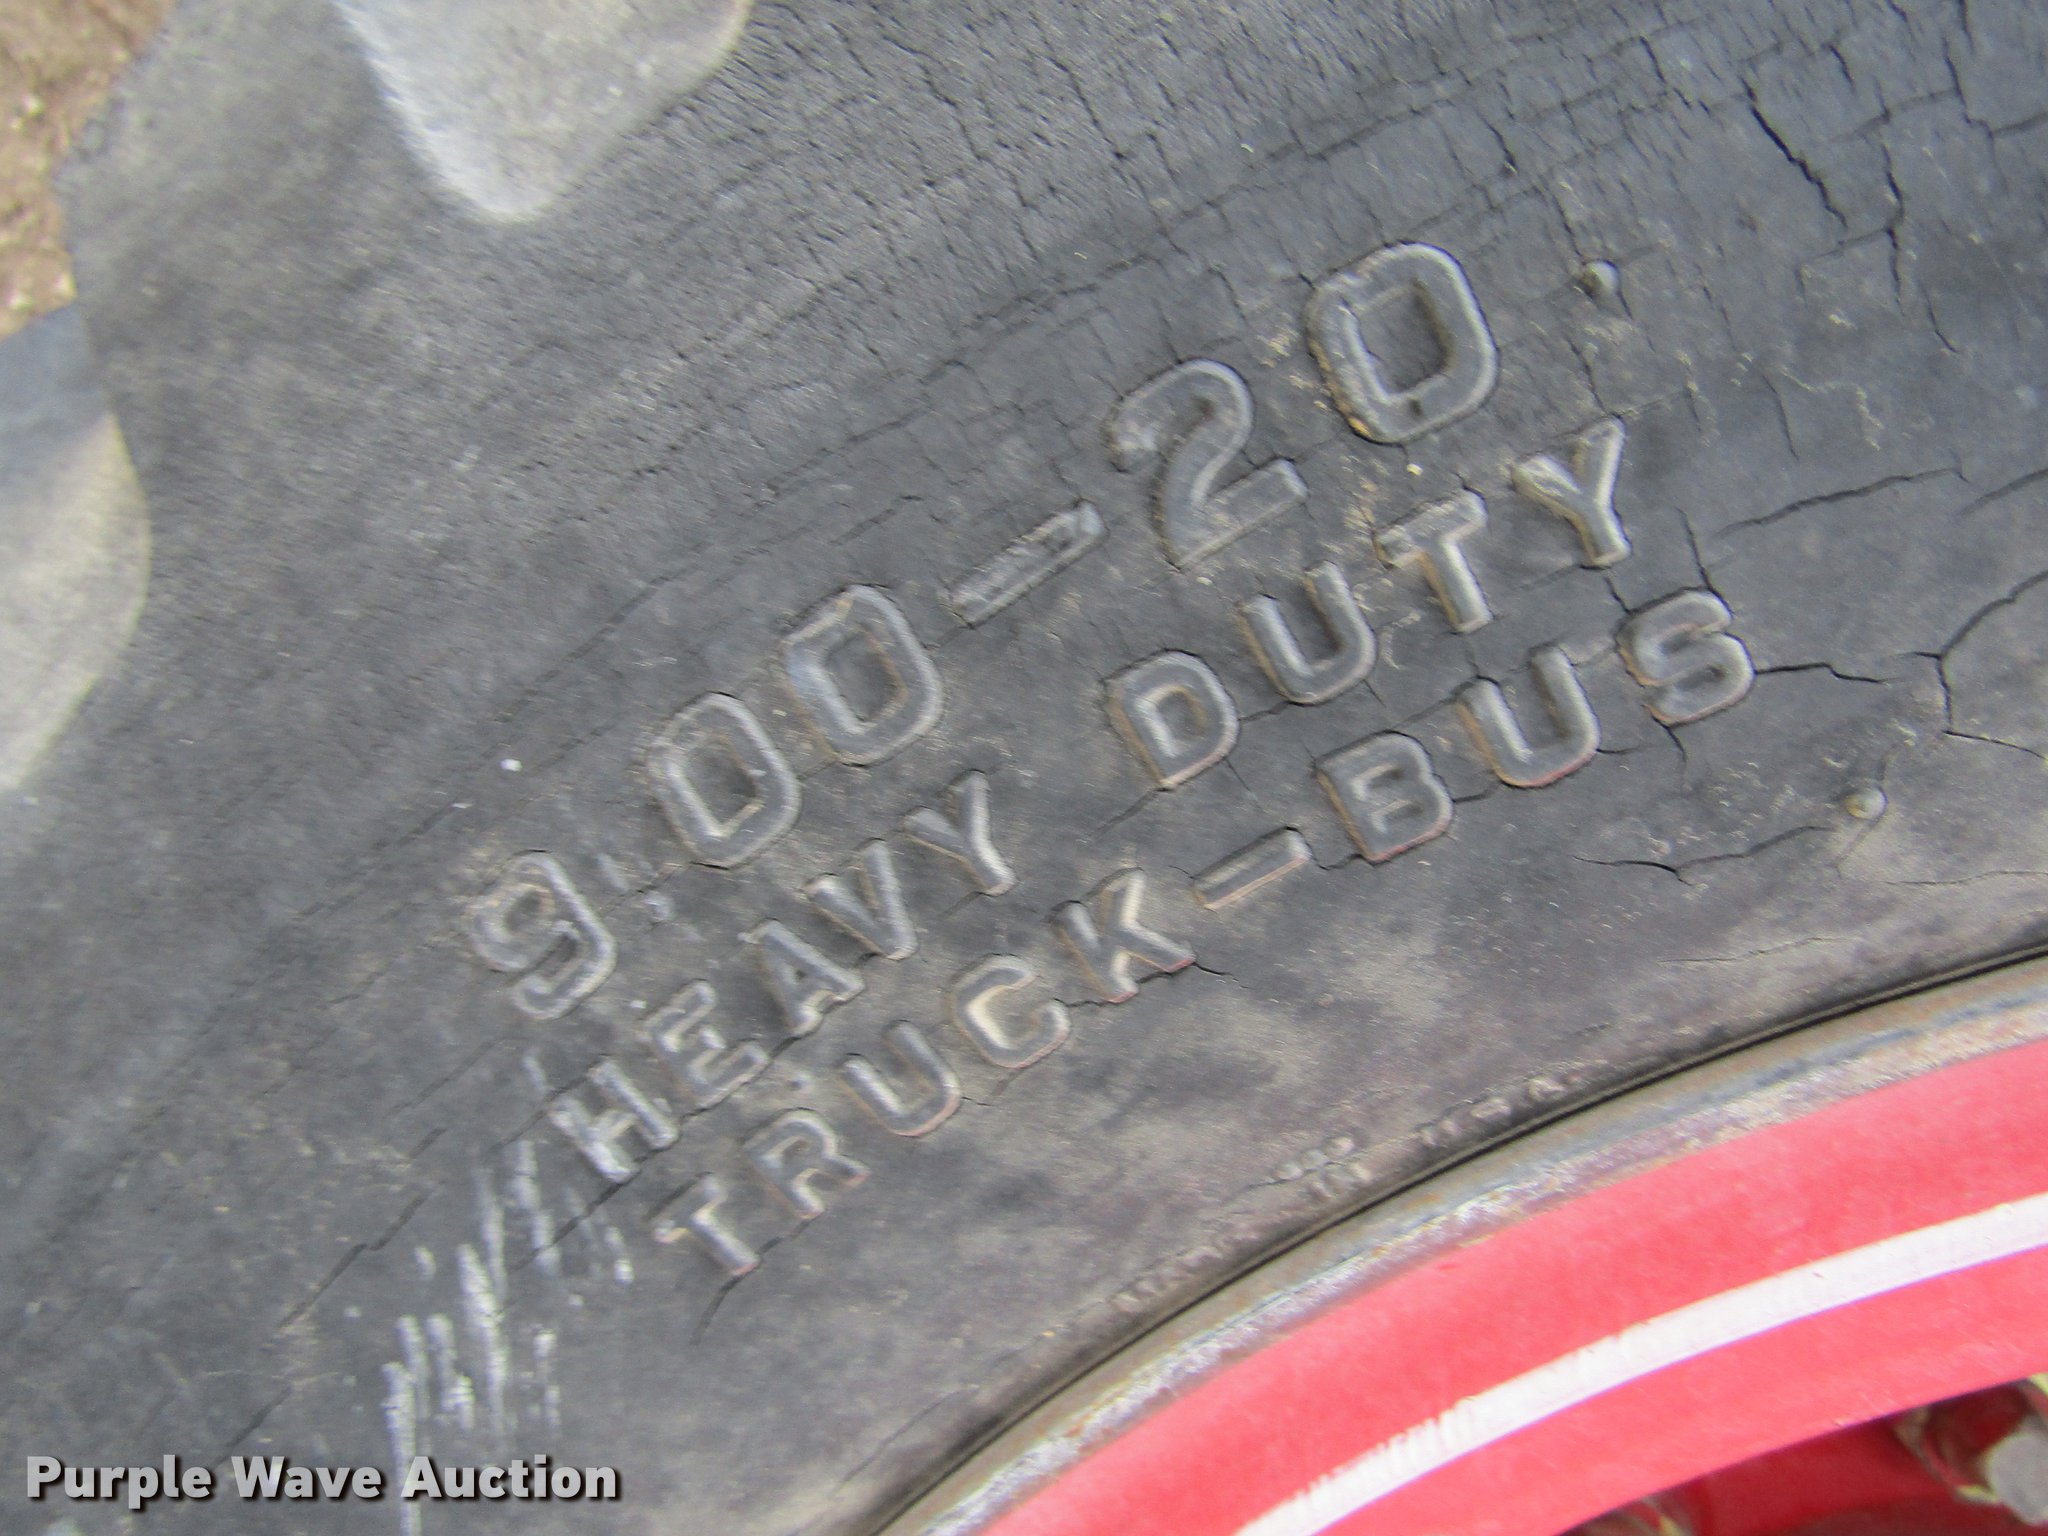 9.00-20
HEAVY DUTY
TRUCK-BUS
Purple Wave Auction